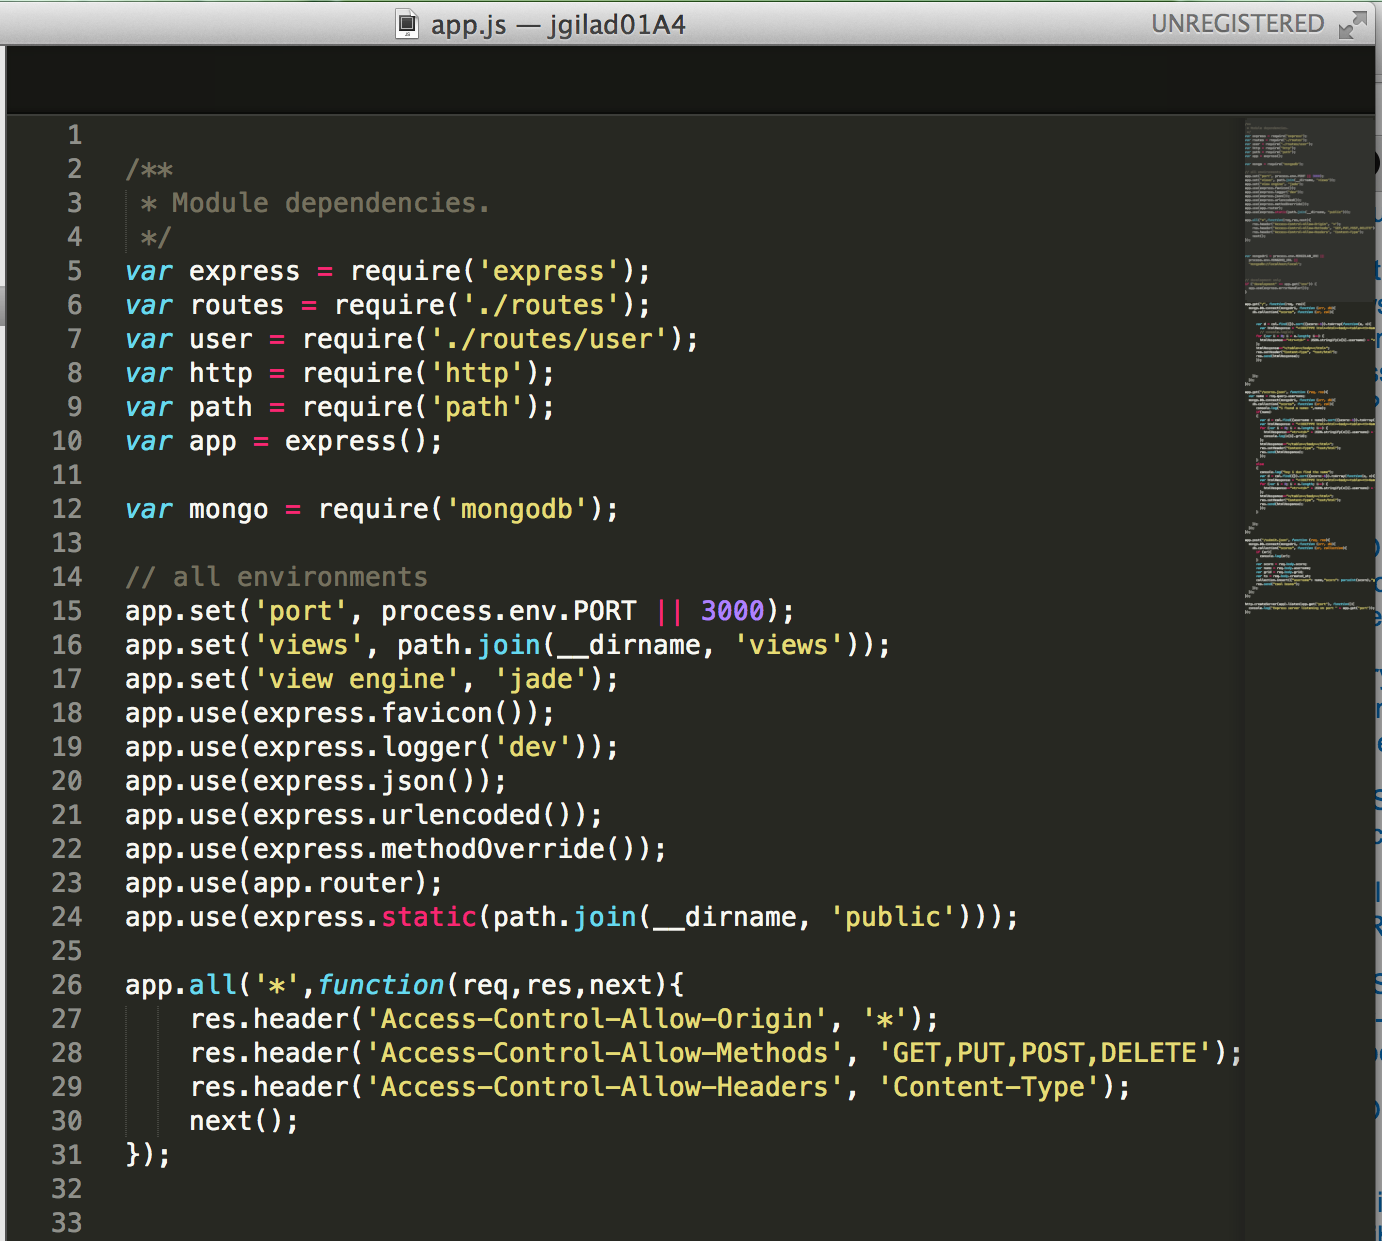 app.js — jgilad01A4
UNREGISTERED
1
2 /**
3  * Module dependencies.
4  */
5 var express = require('express');
6 var routes = require('./routes');
7 var user = require('./routes/user');
8 var http = require('http');
9 var path = require('path');
10 var app = express();
11
12 var mongo = require('mongodb');
13
14 // all environments
15 app.set('port', process.env.PORT || 3000);
16 app.set('views', path.join(__dirname, 'views'));
17 app.set('view engine', 'jade');
18 app.use(express.favicon());
19 app.use(express.logger('dev'));
20 app.use(express.json());
21 app.use(express.urlencoded());
22 app.use(express.methodOverride());
23 app.use(app.router);
24 app.use(express.static(path.join(__dirname, 'public')));
25
26 app.all('*',function(req,res,next){
27     res.header('Access-Control-Allow-Origin', '*');
28     res.header('Access-Control-Allow-Methods', 'GET,PUT,POST,DELETE');
29     res.header('Access-Control-Allow-Headers', 'Content-Type');
30     next();
31 });
32
33